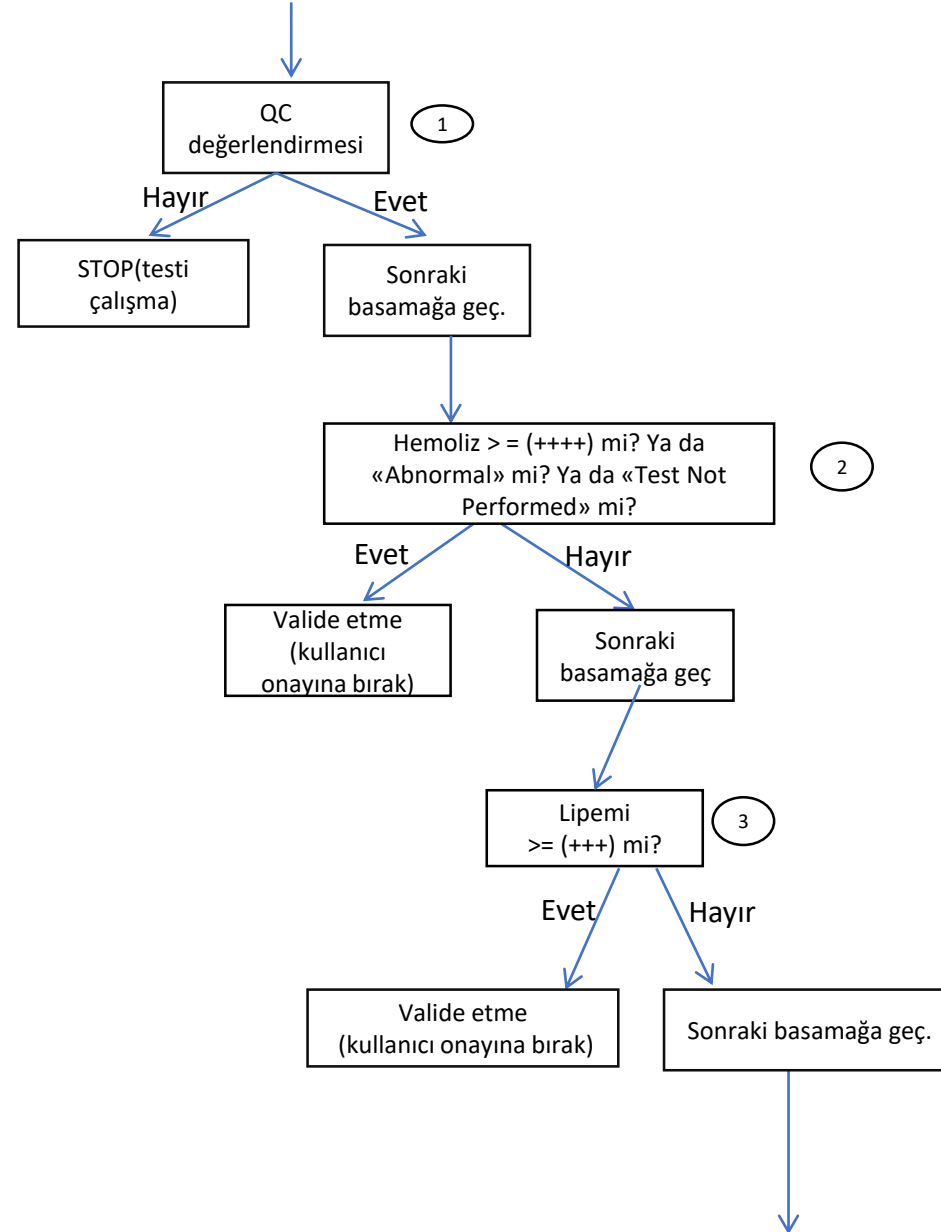 QC
değerlendirmesi
1
Hayır
Evet
STOP(testi
çalışma)
Sonraki
basamağa geç.
Hemoliz > = (++++) mi? Ya da
«Abnormal» mi? Ya da «Test Not
Performed» mi?
2
Evet
Hayır
Valide etme
(kullanıcı
onayına bırak)
Sonraki
basamağa geç
Lipemi
>= (+++) mi?
3
Evet
Hayır
Valide etme
(kullanıcı onayına bırak)
Sonraki basamağa geç.